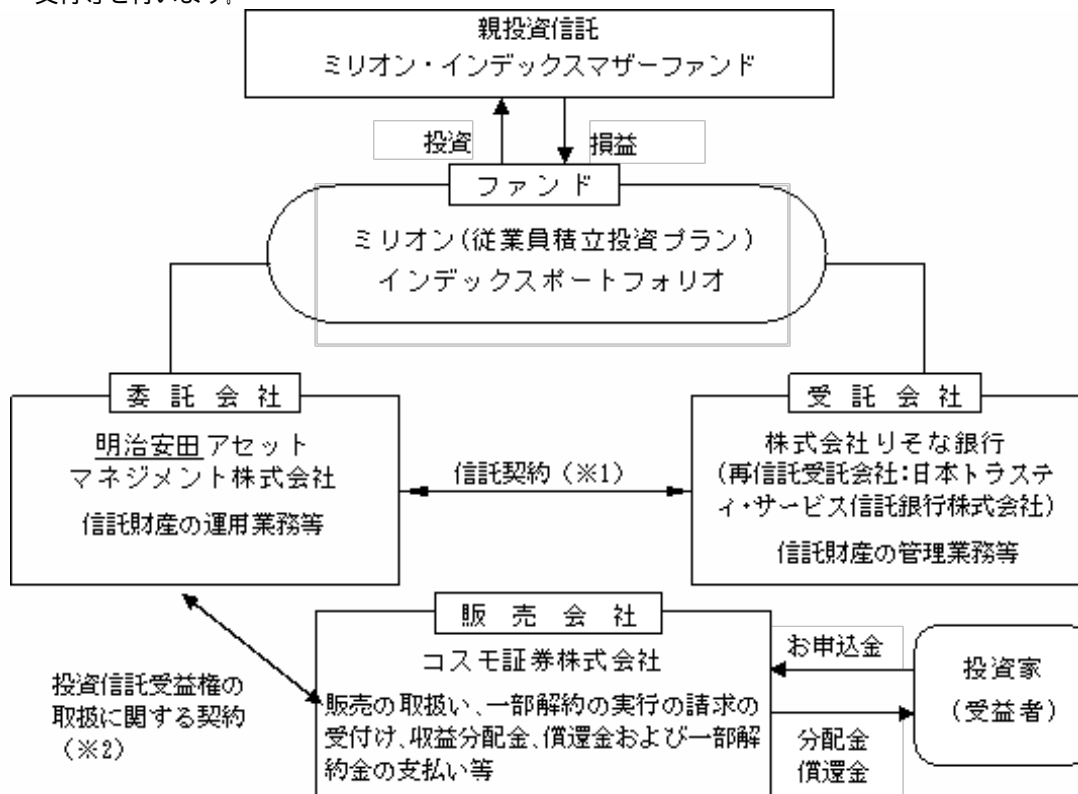 受付等を行います。
親投資信託
ミリオン・インデックスマザーファンド
投資
損益
ファンド
ミリオン(従業員積立投資プラン)
インデックスポートフォリオ
委託会社
明治安田アセット
マネジメント株式会社
信託財産の運用業務等
信託契約(※1)
受託会社
株式会社りそな銀行
(再信託受託会社:日本トラステ
ィ・サービス信託銀行株式会社)
信託財産の管理業務等
投資信託受益権の
取扱に関する契約
(※2)
販売会社
コスモ証券株式会社
販売の取扱い、一部解約の実行の請求の
受付け、収益分配金、償還金および一部解
約金の支払い等
お申込金
分配金
償還金
投資家
(受益者)